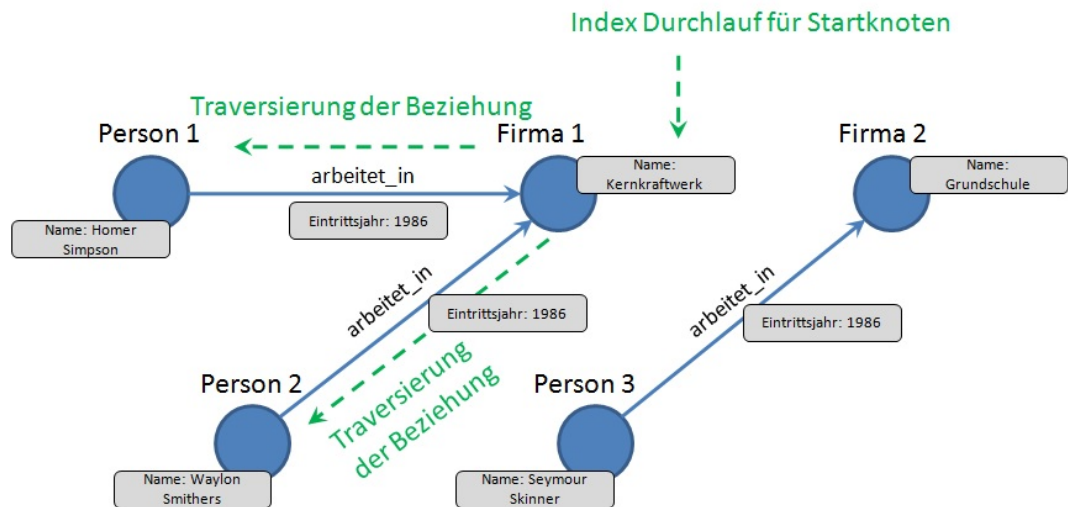 Index Durchlauf für Startknoten
Traversierung der Beziehung
Person 1
Firma 1
Firma 2
Name:
Kernkraftwerk
Name:
Grundschule
arbeitet_in
Eintrittsjahr: 1986
Name: Homer
Simpson
arbeitet_in
Eintrittsjahr: 1986
arbeitet_in
Eintrittsjahr: 1986
Person 2
Traversierung
der Beziehung
Person 3
Name: Waylon
Smithers
Name: Seymour
Skinner